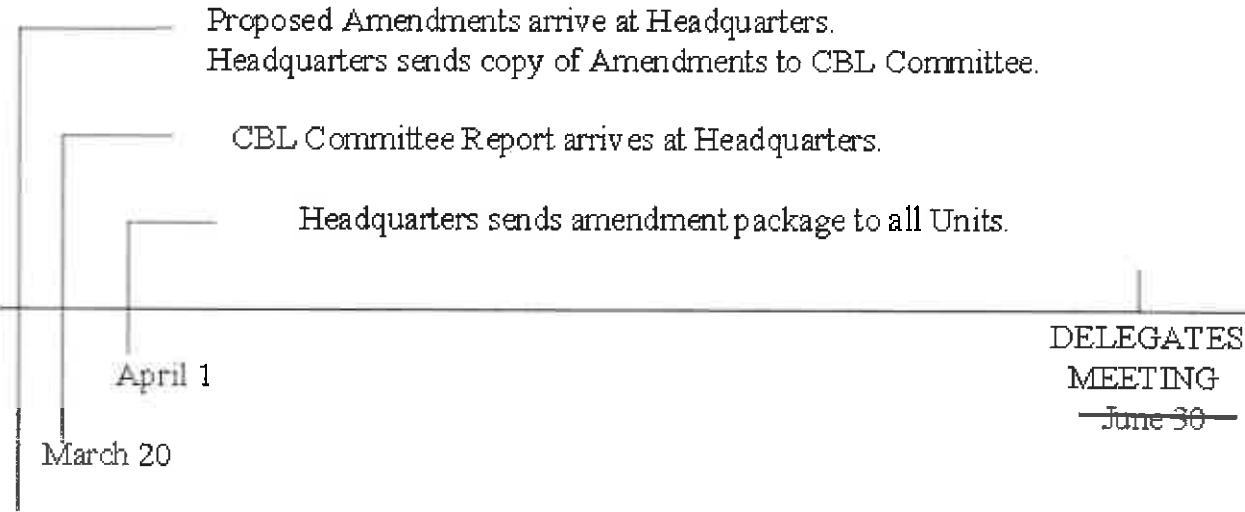 Proposed Amendments arrive at Headquarters.
Headquarters sends copy of Amendments to CBL Committee.
CBL Committee Report arrives at Headquarters.
Headquarters sends amendment package to all Units.
DELEGATES
MEETING
June 30
April 1
March 20